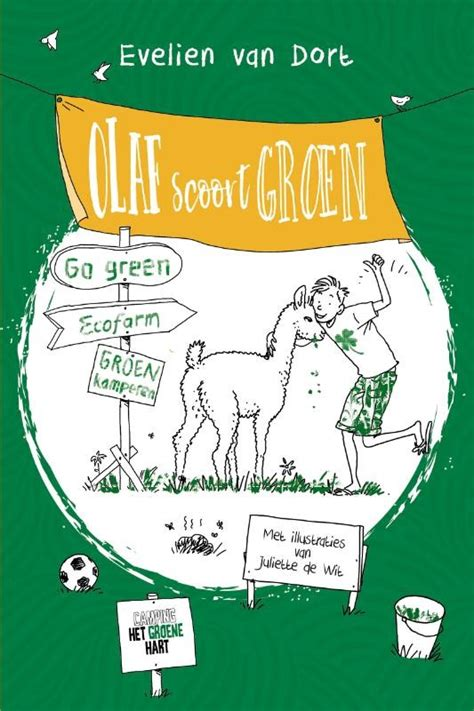 Evelien van Dort
OLAF scoort GROEN
Go green
Ecofarm
GROEN
kamperen
Met illustraties
van
Juliette de Wit
CAMPING
HET GROENE
HART